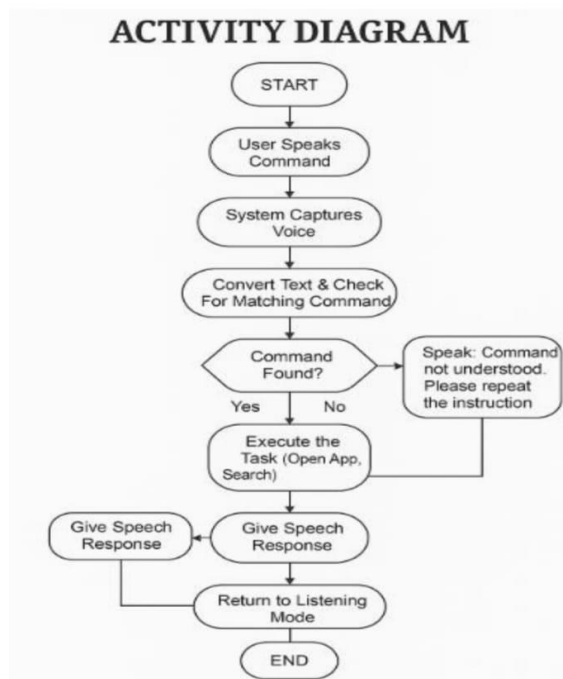 ACTIVITY DIAGRAM
START
User Speaks
Command
System Captures
Voice
Convert Text & Check
For Matching Command
Command
Found?
Speak: Command
not understood.
Please repeat
the instruction
Yes No
Execute the
Task (Open App,
Search)
Give Speech
Response
Give Speech
Response
Return to Listening
Mode
END